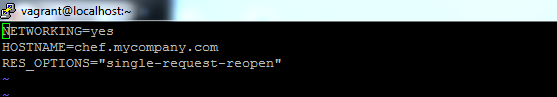 vagrant@localhost:~
NETWORKING=yes
HOSTNAME=chef.mycompany.com
RES_OPTIONS="single-request-reopen"
~
~